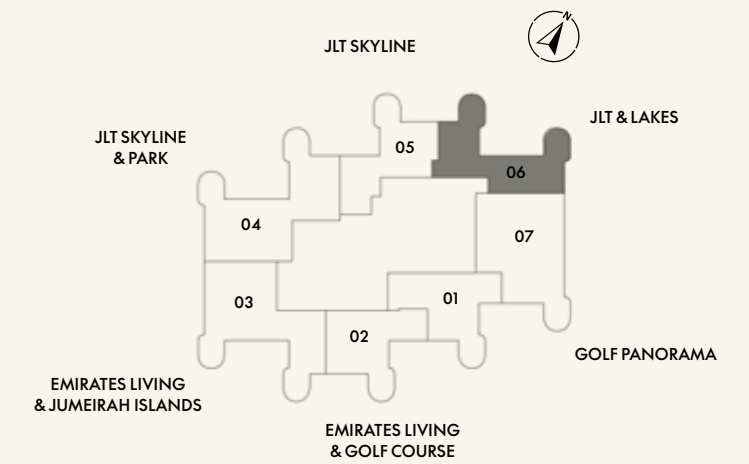 N
JLT SKYLINE
JLT & LAKES
JLT SKYLINE
& PARK
05
06
04
07
03
01
02
GOLF PANORAMA
EMIRATES LIVING
& JUMEIRAH ISLANDS
EMIRATES LIVING
& GOLF COURSE